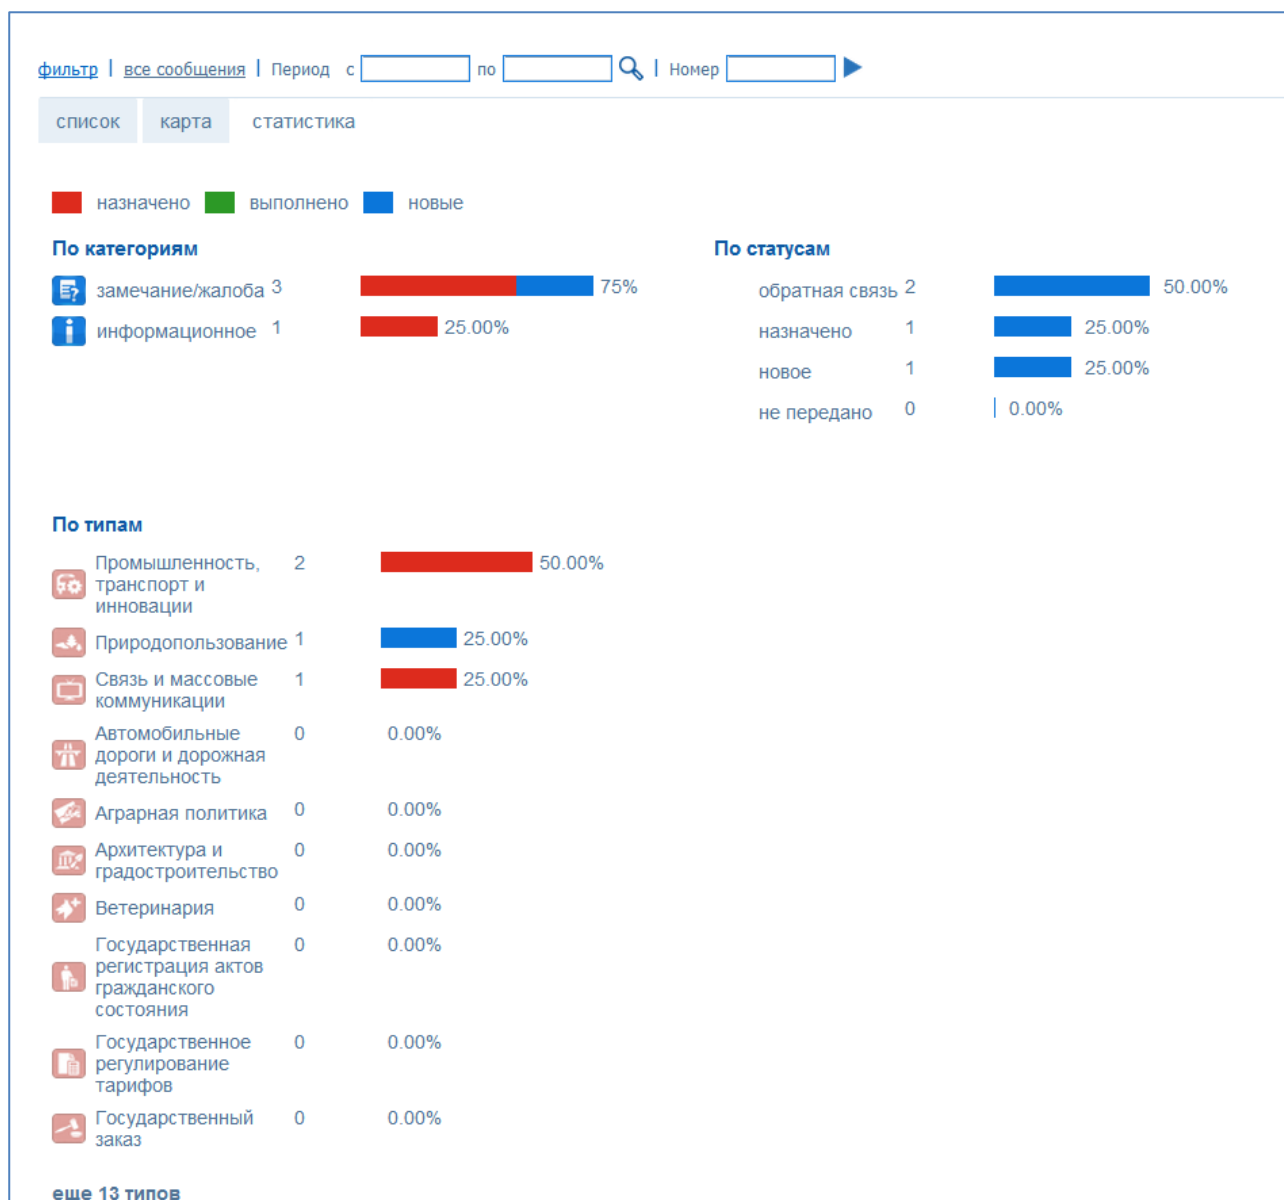 фильтр | все сообщения | Период с по | Номер
список карта статистика
назначено выполнено новые
По категориям
замечание/жалоба 3 75%
информационное 1 25.00%
По статусам
обратная связь 2 50.00%
назначено 1 25.00%
новое 1 25.00%
не передано 0 0.00%
По типам
Промышленность, 2 50.00%
транспорт и
инновации
Природопользование 1 25.00%
Связь и массовые 1 25.00%
коммуникации
Автомобильные 0 0.00%
дороги и дорожная
деятельность
Аграрная политика 0 0.00%
Архитектура и 0 0.00%
градостроительство
Ветеринария 0 0.00%
Государственная 0 0.00%
регистрация актов
гражданского
состояния
Государственное 0 0.00%
регулирование
тарифов
Государственный 0 0.00%
заказ
еще 13 типов